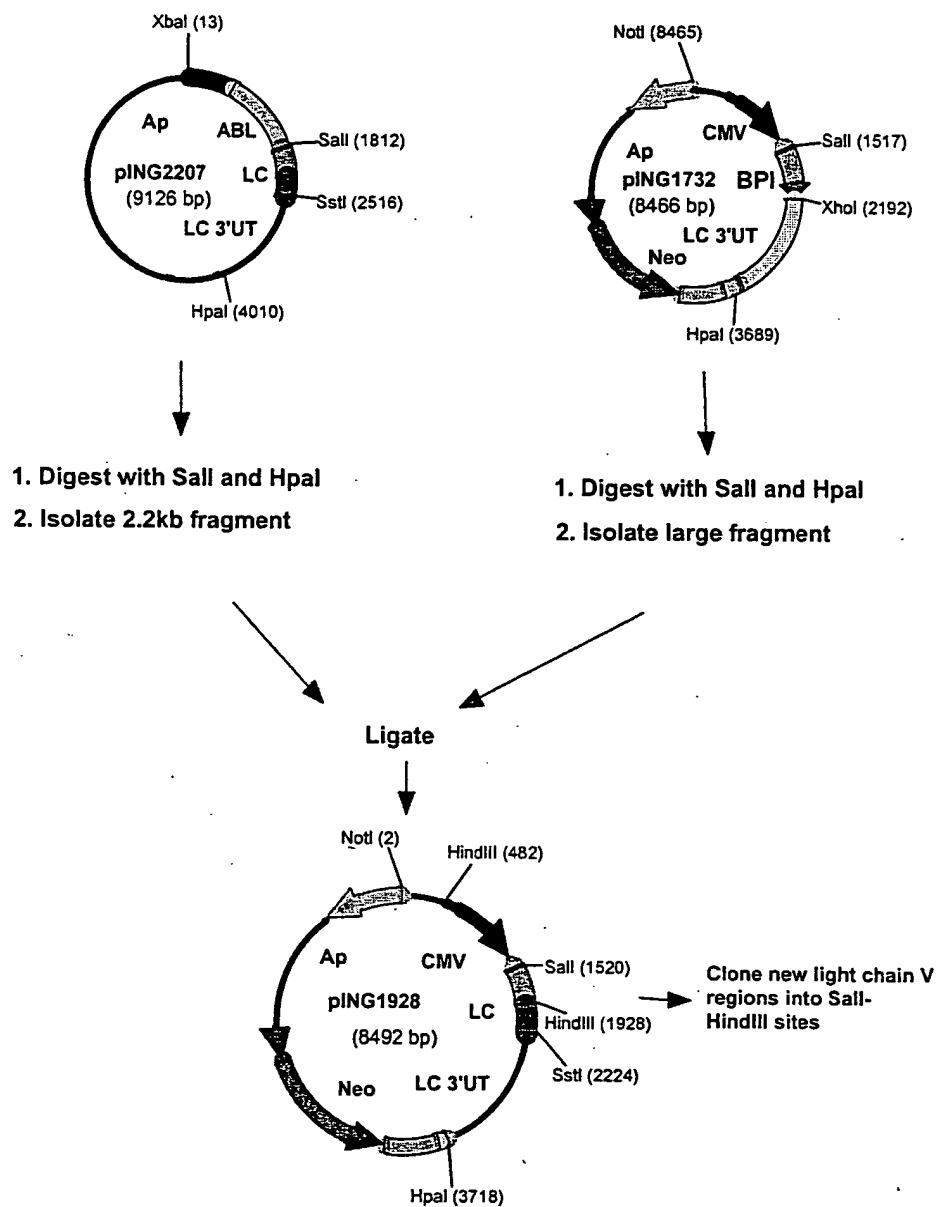 XbaI (13)
Ap
ABL
SalI (1812)
pING2207
LC
(9126 bp)
SstI (2516)
LC 3'UT
HpaI (4010)
NotI (8465)
CMV
SalI (1517)
Ap
pING1732
BPI
(8466 bp)
XhoI (2192)
LC 3'UT
Neo
HpaI (3689)
1. Digest with SalI and HpaI
2. Isolate 2.2kb fragment
1. Digest with SalI and HpaI
2. Isolate large fragment
Ligate
NotI (2)
HindIII (482)
Ap
CMV
SalI (1520)
pING1928
LC
HindIII (1928)
(8492 bp)
SstI (2224)
Neo
LC 3'UT
HpaI (3718)
Clone new light chain V
regions into SalI-
HindIII sites